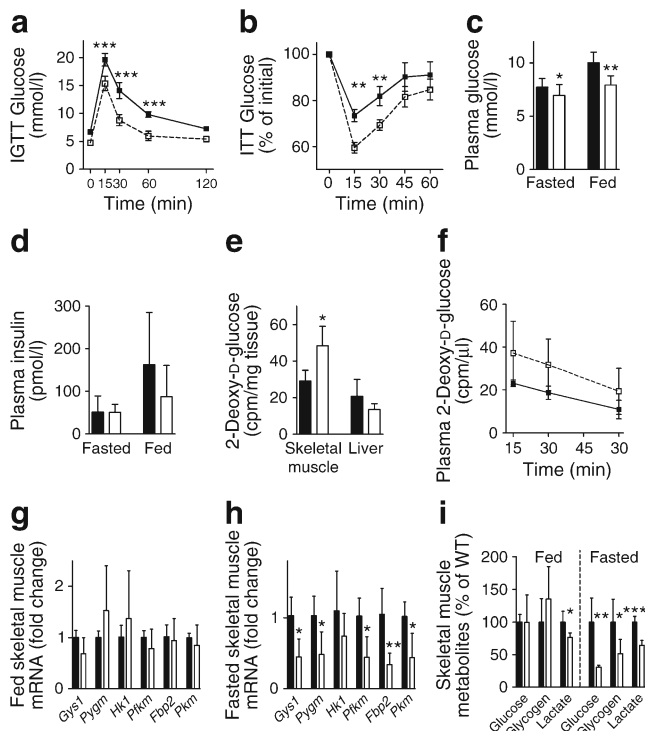 a
IGTT Glucose
(mmol/l)
20
15
10
5
0
***
***
***
0 15 30 60 120
Time (min)
b
ITT Glucose
(% of initial)
100
80
60
**
**
0 15 30 45 60
Time (min)
c
Plasma glucose
(mmol/l)
10
5
0
*
**
Fasted Fed
d
Plasma insulin
(pmol/l)
300
200
100
0
Fasted Fed
e
2-Deoxy-D-glucose
(cpm/mg tissue)
60
40
20
0
*
Skeletal
muscle
Liver
f
Plasma 2-Deoxy-D-glucose
(cpm/µl)
60
40
20
0
15 30 45 30
Time (min)
g
Fed skeletal muscle
mRNA (fold change)
2
1
0
Gys1
Pygm
Hk1
Pfkm
Fbp2
Pkm
h
Fasted skeletal muscle
mRNA (fold change)
1
0
*
*
*
**
*
Gys1
Pygm
Hk1
Pfkm
Fbp2
Pkm
i
Skeletal muscle
metabolites (% of WT)
200
150
100
50
0
Fed Fasted
*
**
*
***
Glucose
Glycogen
Lactate
Glucose
Glycogen
Lactate